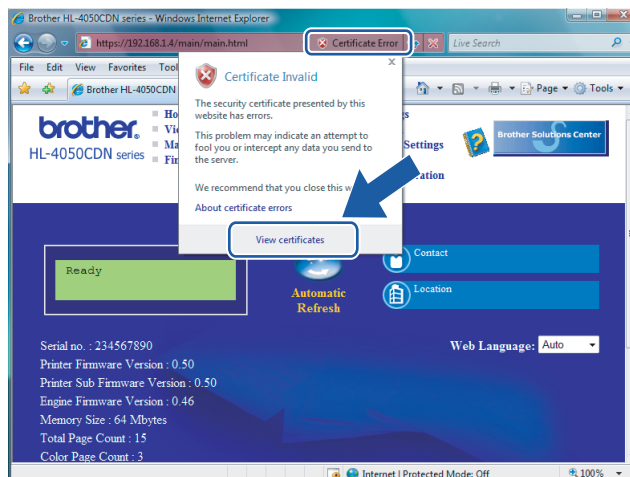 Brother HL-4050CDN series - Windows Internet Explorer
https://192.168.1.4/main/main.html
Certificate Error
Live Search
File Edit View Favorites Tool
Brother HL-4050CDN
Page Tools
Certificate Invalid
The security certificate presented by this
website has errors.
This problem may indicate an attempt to
fool you or intercept any data you send to
the server.
We recommend that you close this w
About certificate errors
View certificates
brother
HL-4050CDN series
Settings
Brother Solutions Center
Ready
Automatic
Refresh
Contact
Location
Web Language: Auto
Serial no. : 234567890
Printer Firmware Version : 0.50
Printer Sub Firmware Version : 0.50
Engine Firmware Version : 0.46
Memory Size : 64 Mbytes
Total Page Count : 15
Color Page Count : 3
Internet | Protected Mode: Off
100%